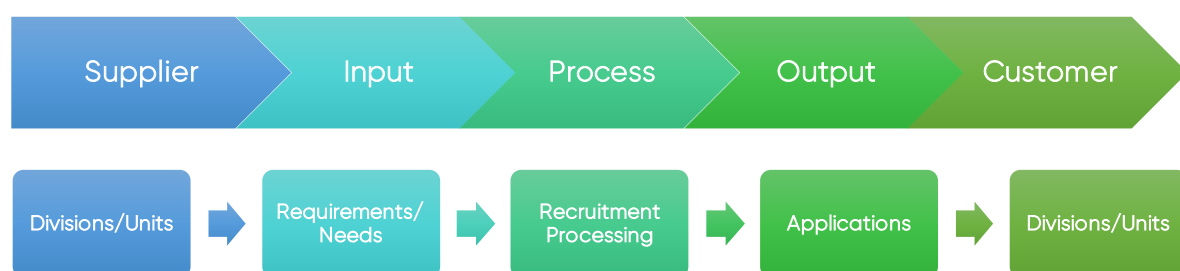 Supplier
Input
Process
Output
Customer
Divisions/Units
Requirements/
Needs
Recruitment
Processing
Applications
Divisions/Units